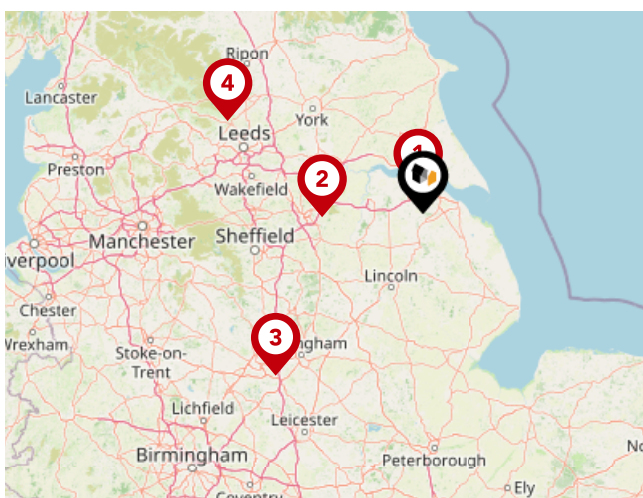 Ripon
4
Lancaster
York
Leeds
1
Preston
2
Wakefield
Manchester
Sheffield
verpool
Lincoln
Chester
3
Wrexham
ngham
Stoke-on-
Trent
Lichfield
Leicester
Birmingham
Peterborough
No
Ely
Coventry